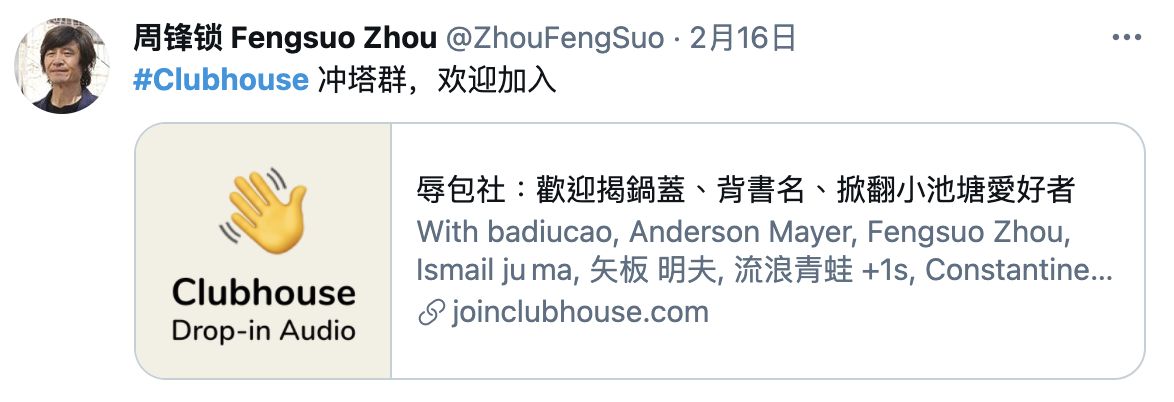 周锋锁 Fengsuo Zhou @ZhouFengSuo · 2月16日
#Clubhouse 冲塔群，欢迎加入
Clubhouse
Drop-in Audio
辱包社：歡迎揭鍋蓋、背書名、掀翻小池塘愛好者
With badiucao, Anderson Mayer, Fengsuo Zhou,
Ismail ju ma, 矢板 明夫, 流浪青蛙 +1s, Constantine...
joinclubhouse.com